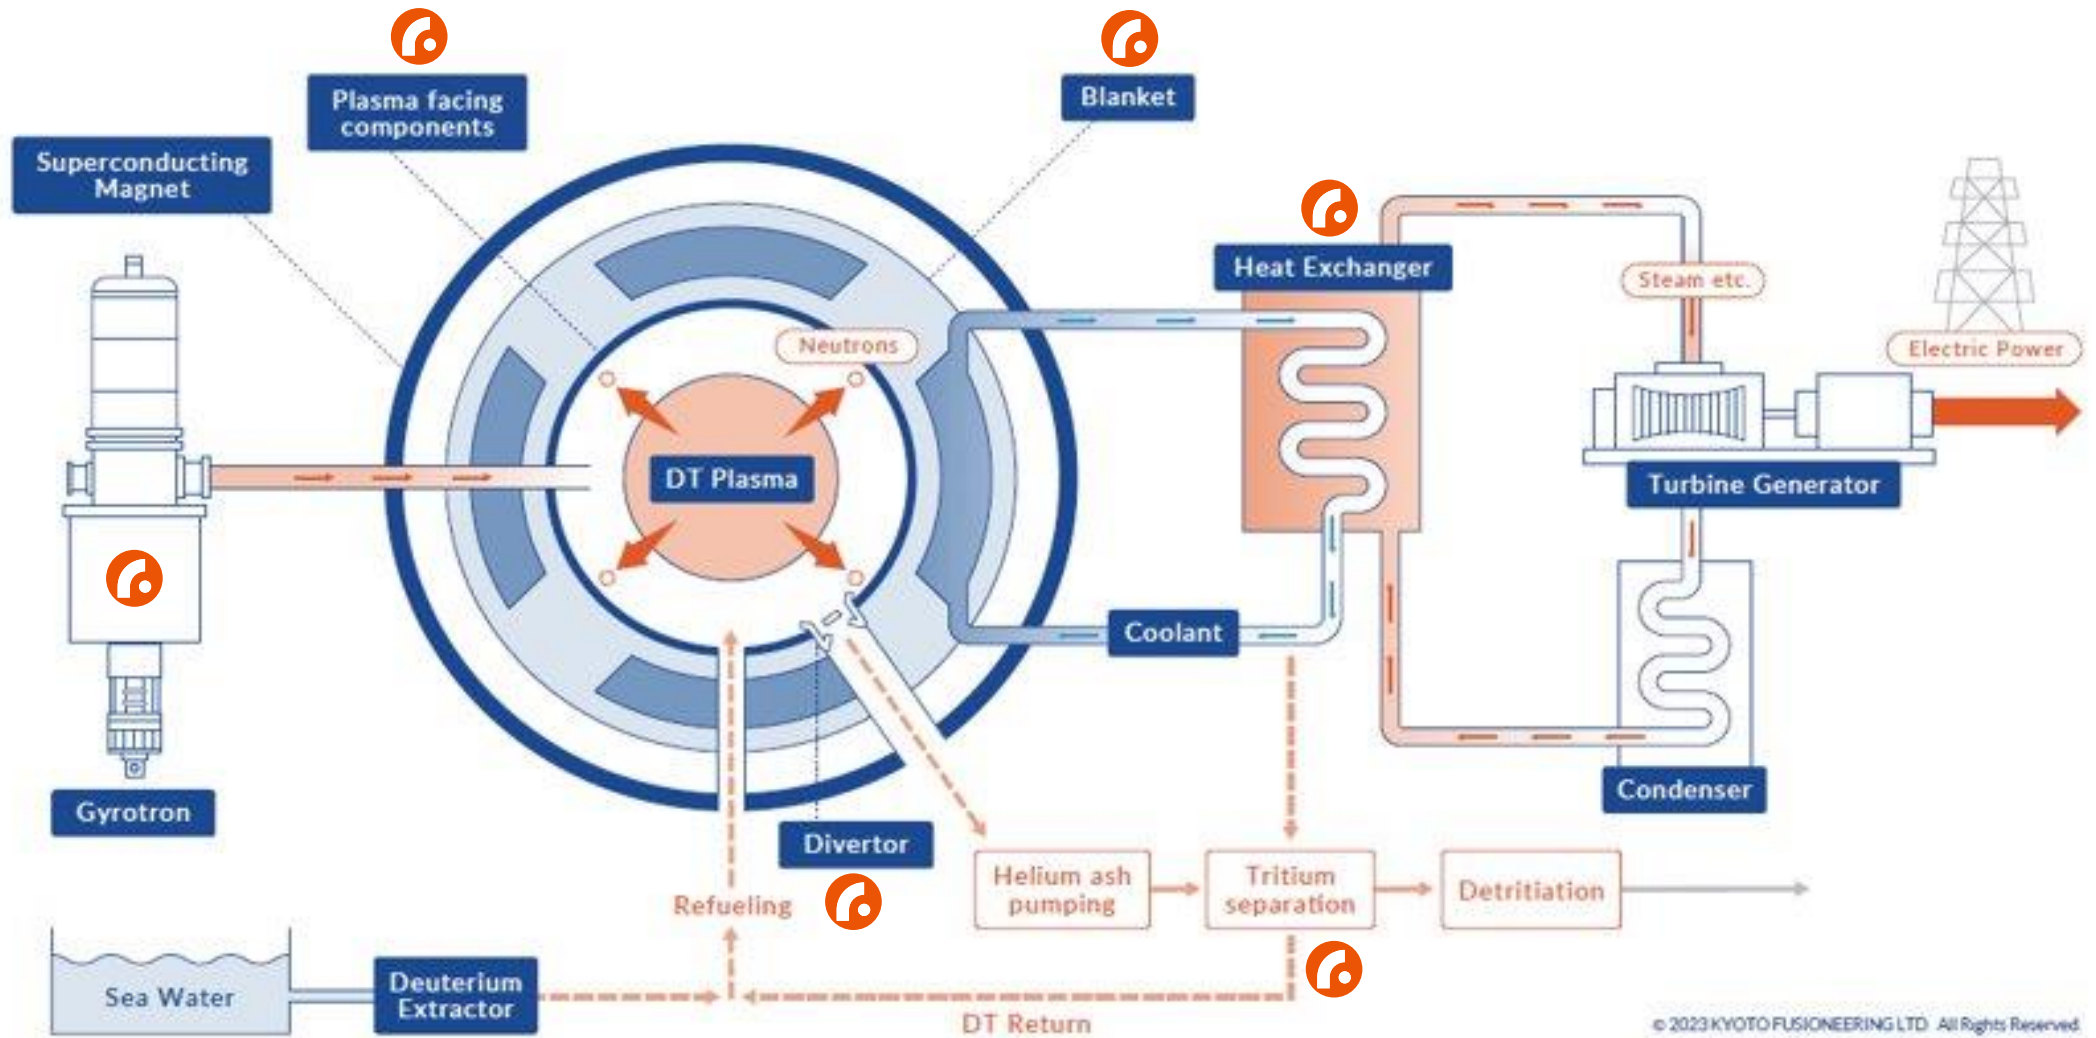 Plasma facing
components
Blanket
Superconducting
Magnet
Heat Exchanger
Steam etc.
Neutrons
Electric Power
DT Plasma
Turbine Generator
Coolant
Condenser
Gyrotron
Divertor
Helium ash
pumping
Tritium
separation
Detritiation
Refueling
Sea Water
Deuterium
Extractor
DT Return
© 2023 KYOTO FUSIONEERING LTD All Rights Reserved.